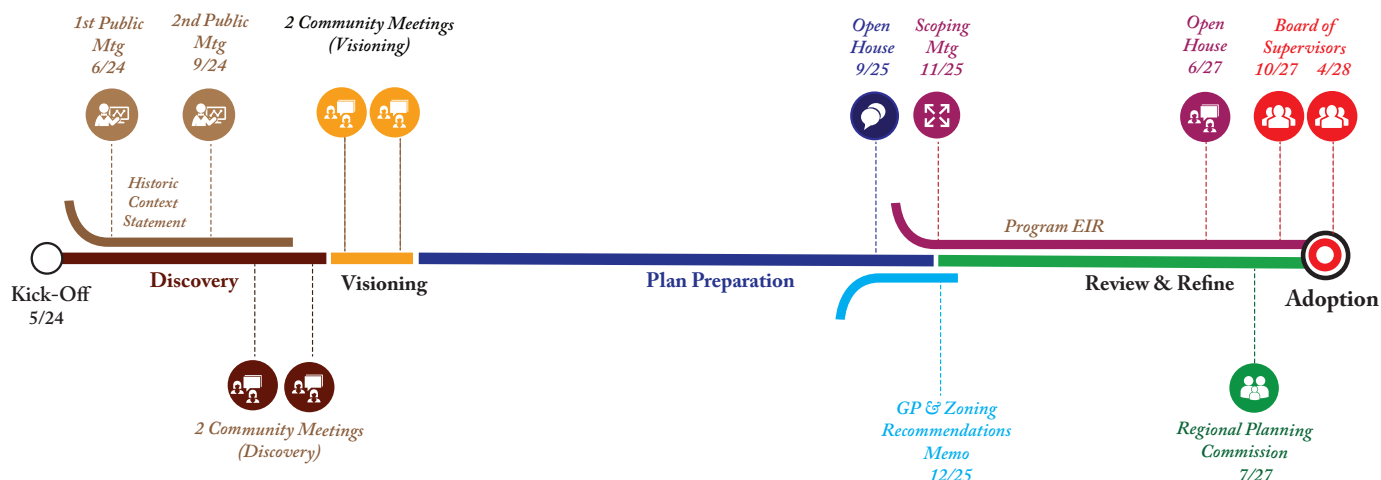 1st Public
Mtg
6/24
2nd Public
Mtg
9/24
2 Community Meetings
(Visioning)
Open
House
9/25
Scoping
Mtg
11/25
Open
House
6/27
Board of
Supervisors
10/27 4/28
Historic
Context
Statement
Program EIR
Kick-Off
5/24
Discovery
Visioning
Plan Preparation
Review & Refine
Adoption
2 Community Meetings
(Discovery)
GP & Zoning
Recommendations
Memo
12/25
Regional Planning
Commission
7/27